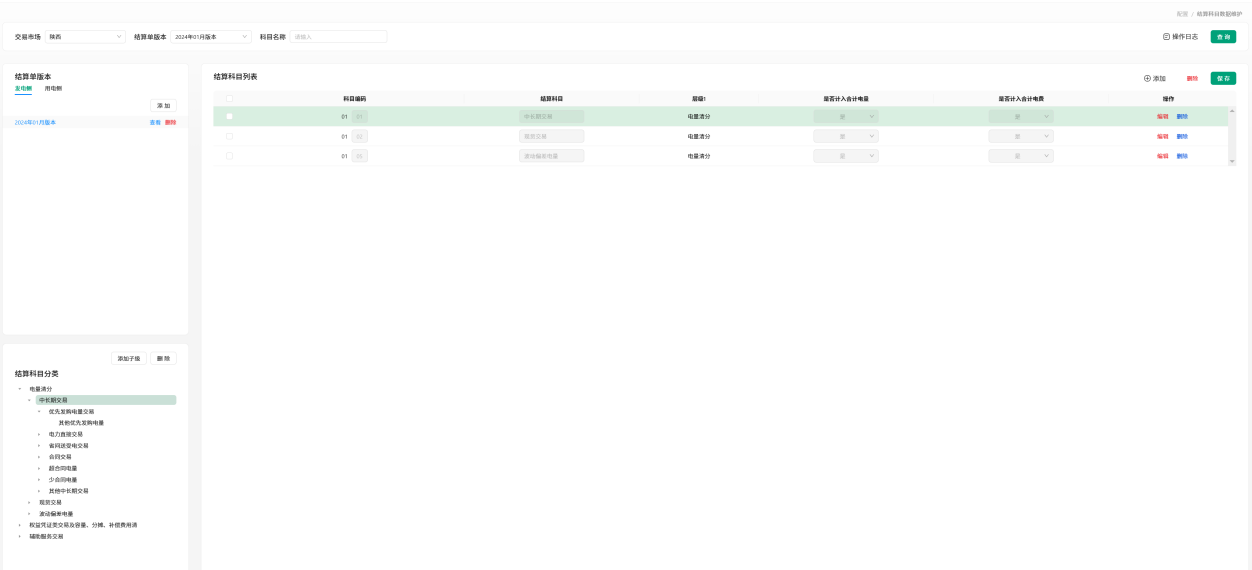 配置 / 结算科目数据维护
交易市场 陕西 结算单版本 2024年01月版本 科目名称 请输入 操作日志 查 询
结算单版本
发电侧 用电侧
添 加
2024年01月版本 查看 删除
结算科目列表 添加 删除 保 存
科目编码 结算科目 层级1 是否计入合计电量 是否计入合计电费 操作
01 01 中长期交易 电量清分 是 是 编辑 删除
01 02 现货交易 电量清分 是 是 编辑 删除
01 03 波动偏差电量 电量清分 是 是 编辑 删除
添加子级 删 除
结算科目分类
电量清分
中长期交易
优先发购电量交易
其他优先发购电量
电力直接交易
省间送受电交易
合同交易
超合同电量
少合同电量
其他中长期交易
现货交易
波动偏差电量
权益凭证类交易及容量、分摊、补偿费用清
辅助服务交易